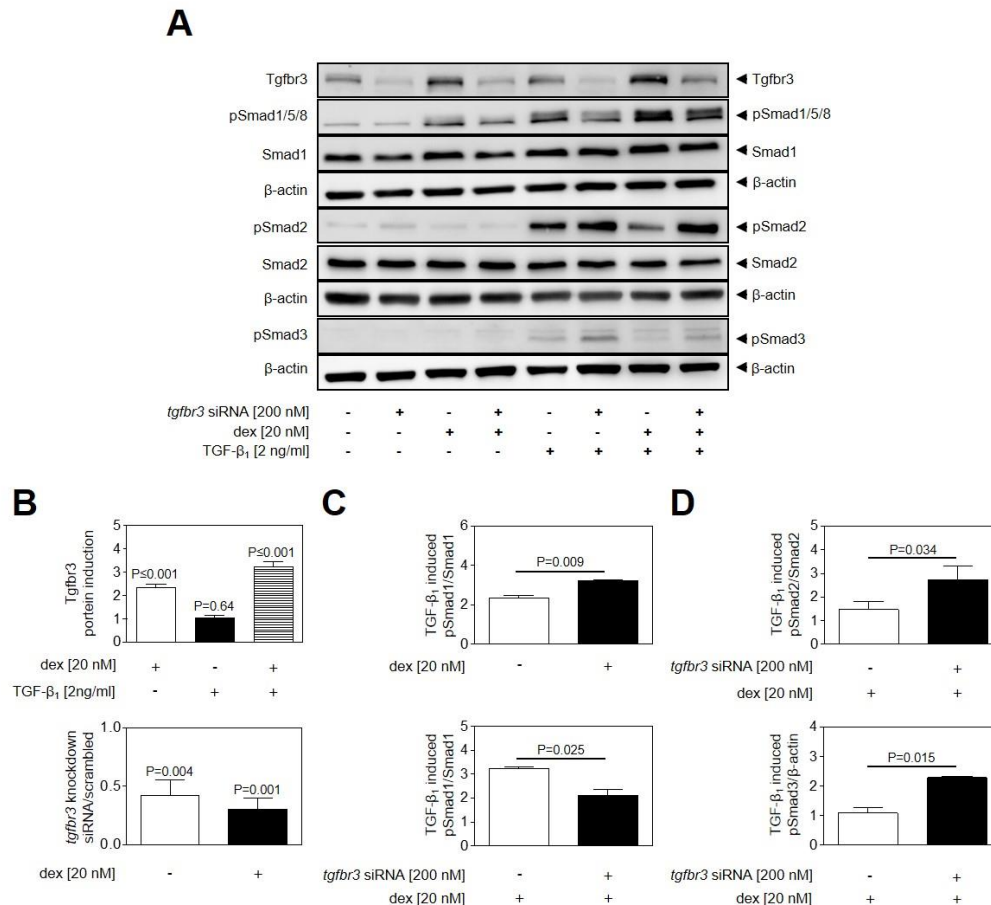 A
Tgfbr3 ◄ Tgfbr3
pSmad1/5/8 ◄ pSmad1/5/8
Smad1 ◄ Smad1
β-actin ◄ β-actin
pSmad2 ◄ pSmad2
Smad2 ◄ Smad2
β-actin ◄ β-actin
pSmad3 ◄ pSmad3
β-actin ◄ β-actin
tgfbr3 siRNA [200 nM] - + - + - + - +
dex [20 nM] - - + + - - + +
TGF-β₁ [2 ng/ml] - - - - + + + +
B
Tgfbr3
portein induction
5
4
3
2
1
0
P≤0.001
P=0.64
P≤0.001
dex [20 nM] + - +
TGF-β₁ [2ng/ml] - + +
tgfbr3 knockdown
siRNA/scrambled
1.0
0.5
0.0
P=0.004
P=0.001
dex [20 nM] - +
C
TGF-β₁ induced
pSmad1/Smad1
6
4
2
0
P=0.009
dex [20 nM] - +
TGF-β₁ induced
pSmad1/Smad1
5
4
3
2
1
0
P=0.025
tgfbr3 siRNA [200 nM] - +
dex [20 nM] + +
D
TGF-β₁ induced
pSmad2/Smad2
5
4
3
2
1
0
P=0.034
tgfbr3 siRNA [200 nM] - +
dex [20 nM] + +
TGF-β₁ induced
pSmad3/β-actin
4
3
2
1
0
P=0.015
tgfbr3 siRNA [200 nM] - +
dex [20 nM] + +